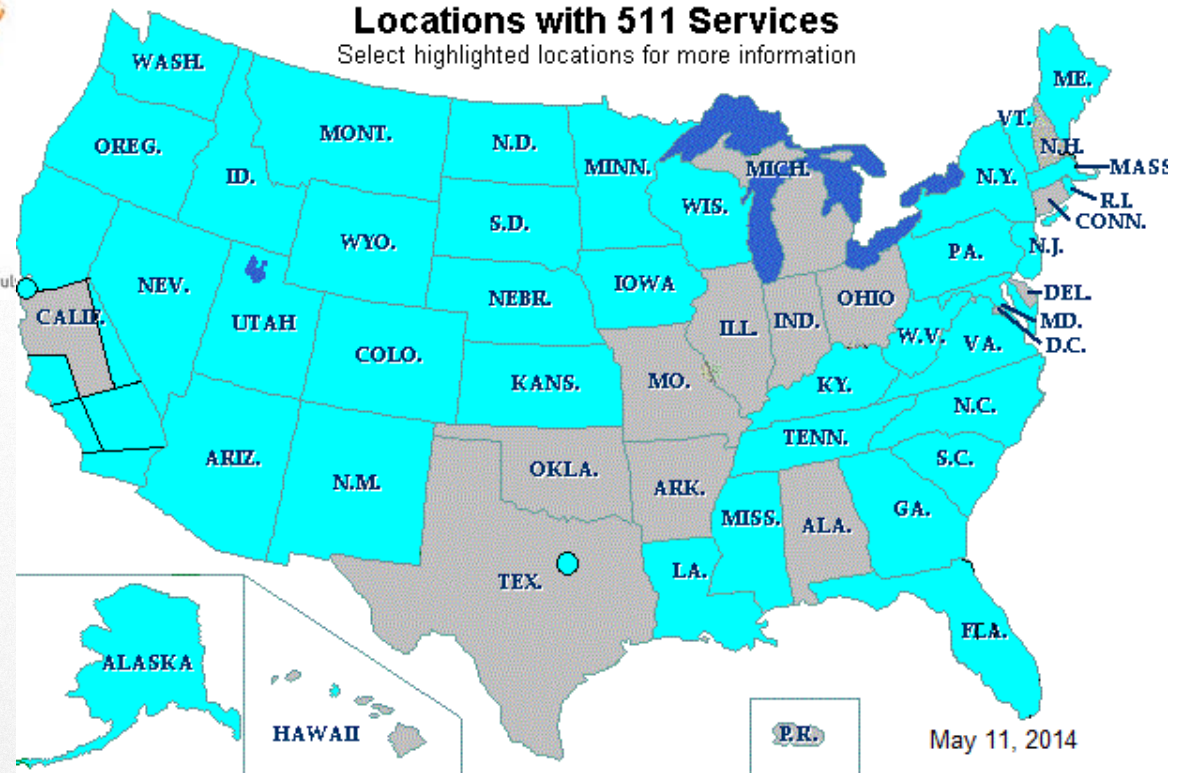 Locations with 511 Services
Select highlighted locations for more information
WASH.
ME.
MONT.
N.D.
VT.
OREG.
N.H.
MINN.
MICH.
MASS
ID.
N.Y.
WIS.
R.I.
S.D.
CONN.
WYO.
PA.
N.J.
NEV.
IOWA
NEBR.
OHIO
DEL.
CALIF.
UTAH
ILL.
IND.
MD.
W.V.
VA.
D.C.
COLO.
KANS.
MO.
KY.
N.C.
TENN.
ARIZ.
S.C.
OKLA.
N.M.
ARK.
GA.
MISS.
ALA.
TEX.
LA.
FLA.
ALASKA
HAWAII
P.R.
May 11, 2014